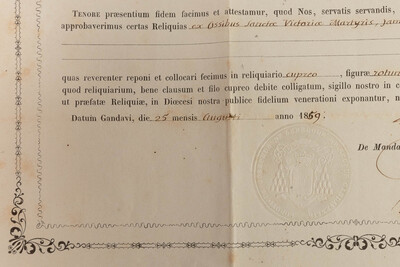 Tenore præsentium fidem facimus et attestamur, quod Nos, servatis servandis,
approbaverimus certas Reliquias ex Ossibus Sanctæ Victoriæ Martyris,
quas reverenter reponi et collocari fecimus in reliquiario cupreo, figuræ
quod reliquiarium, bene clausum et filo cupreo debite colligatum, sigillo nostro in
ut præfatæ Reliquiæ, in Diœcesi nostra publice fidelium venerationi exponantur,
Datum Gandavi, die 25 mensis Augusti anno 1859.
De Manda